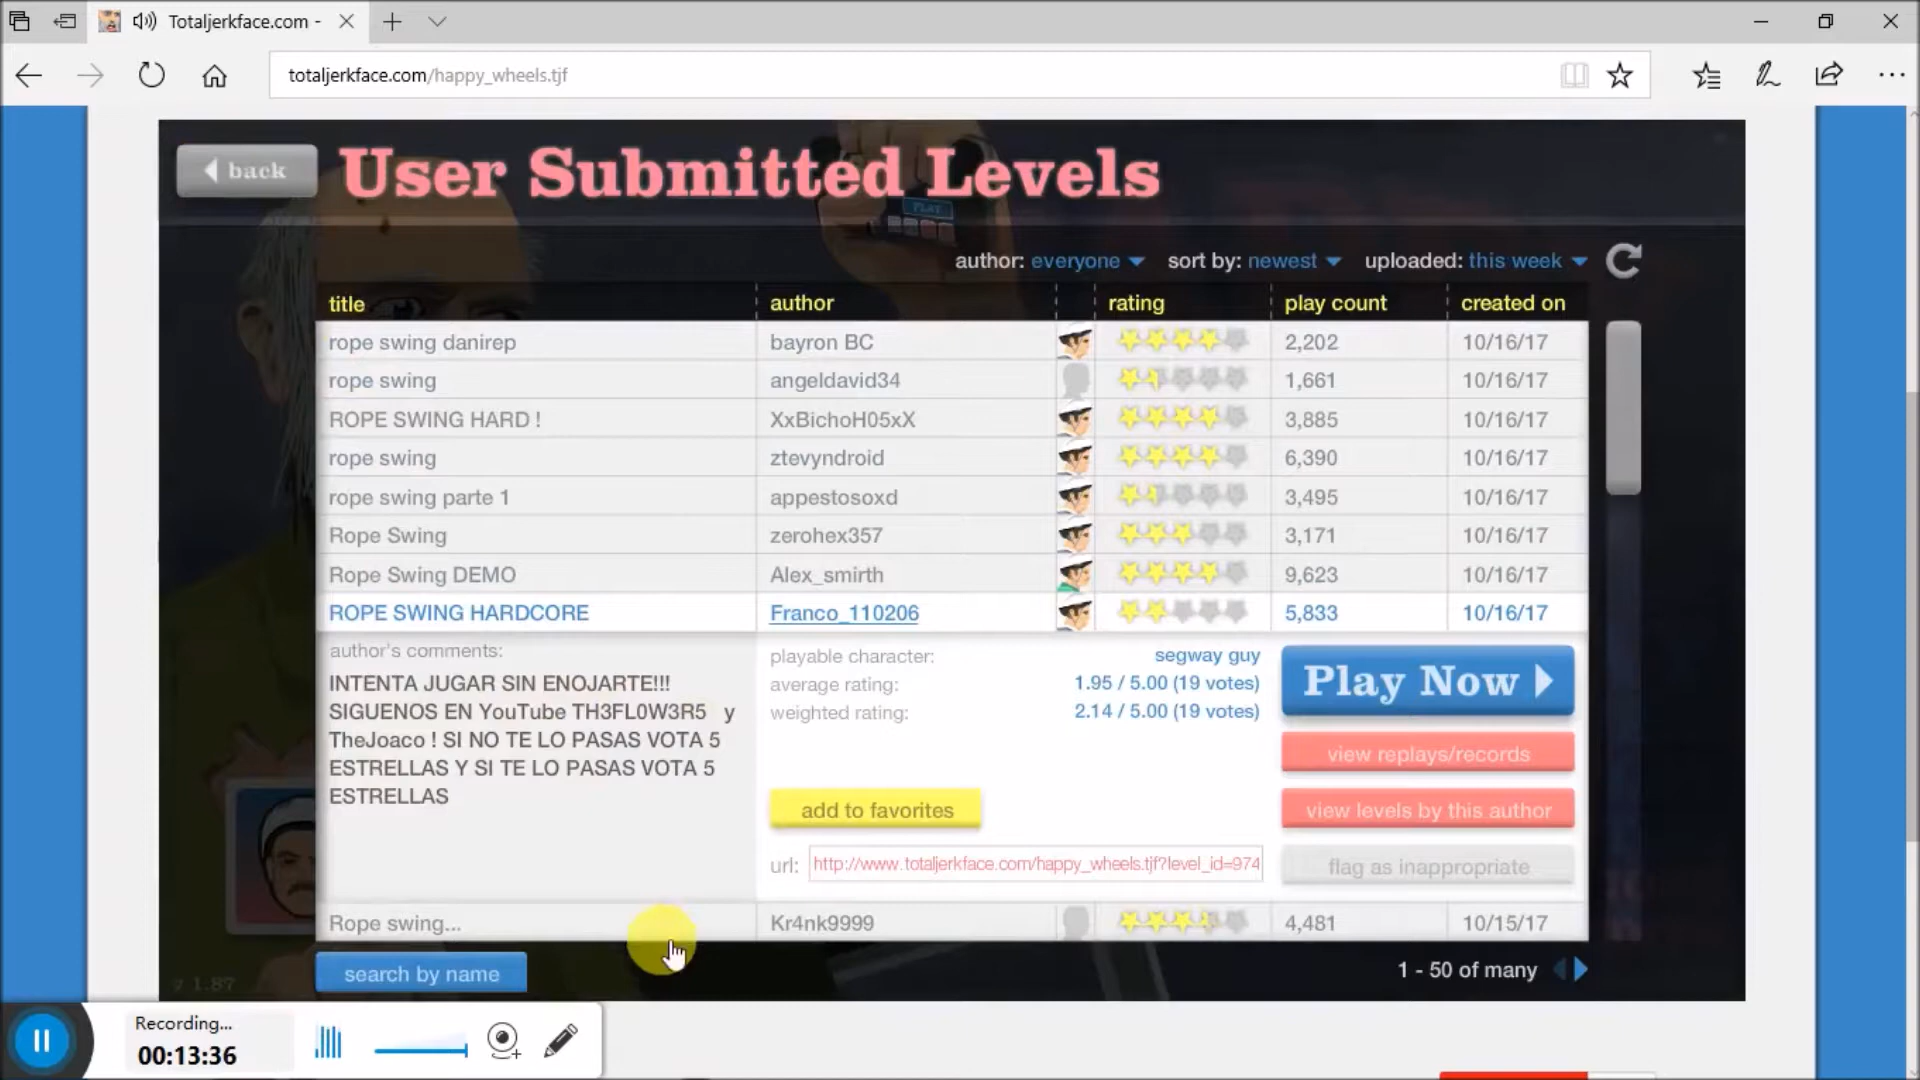 Totaljerkface.com -
totaljerkface.com/happy_wheels.tjf
back
User Submitted Levels
PLAY
author: everyone sort by: newest uploaded: this week
title author rating play count created on
rope swing danirep bayron BC 2,202 10/16/17
rope swing angeldavid34 1,661 10/16/17
ROPE SWING HARD ! XxBichoH05xX 3,885 10/16/17
rope swing ztevyndroid 6,390 10/16/17
rope swing parte 1 appestosoxd 3,495 10/16/17
Rope Swing zerohex357 3,171 10/16/17
Rope Swing DEMO Alex_smirth 9,623 10/16/17
ROPE SWING HARDCORE Franco_110206 5,833 10/16/17
author's comments:
INTENTA JUGAR SIN ENOJARTE!!!
SIGUENOS EN YouTube TH3FL0W3R5 y
TheJoaco ! SI NO TE LO PASAS VOTA 5
ESTRELLAS Y SI TE LO PASAS VOTA 5
ESTRELLAS
playable character: segway guy
average rating: 1.95 / 5.00 (19 votes)
weighted rating: 2.14 / 5.00 (19 votes)
add to favorites
url: http://www.totaljerkface.com/happy_wheels.tjf?level_id=974
Play Now
view replays/records
view levels by this author
flag as inappropriate
Rope swing... Kr4nk9999 4,481 10/15/17
search by name
1 - 50 of many
v 1.87
Recording...
00:13:36